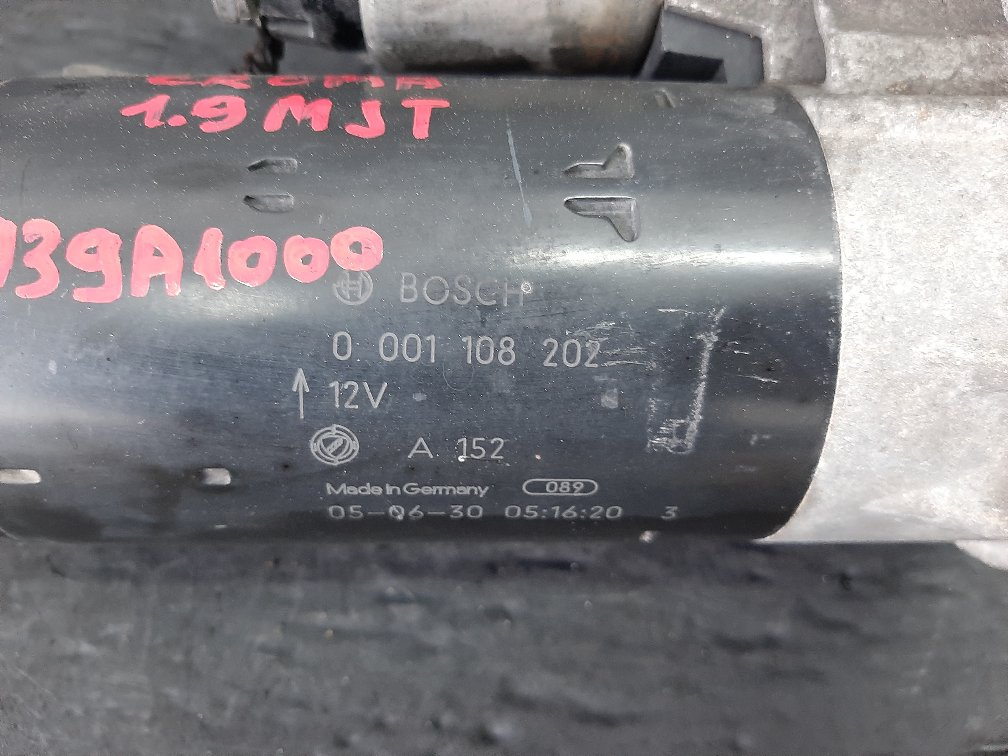 CROMA
1.9 MJT
939A1000
BOSCH
0 001 108 202
12V
A 152
Made in Germany 089
05-06-30 05:16:20 3